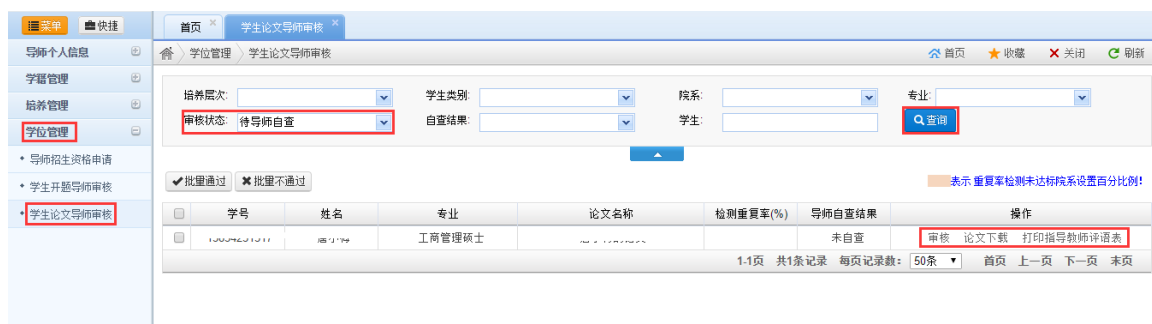 菜单 快捷
首页 × 学生论文导师审核 ×
导师个人信息
学位管理 学生论文导师审核
首页 收藏 关闭 刷新
学籍管理
培养管理
学位管理
导师招生资格申请
学生开题导师审核
学生论文导师审核
培养层次: 学生类别: 院系: 专业:
审核状态: 待导师自查 自查结果: 学生: 查询
批量通过 批量不通过
表示 重复率检测未达标院系设置百分比例!
学号 姓名 专业 论文名称 检测重复率(%) 导师自查结果 操作
工商管理硕士 未自查 审核 论文下载 打印指导教师评语表
1-1页 共1条记录 每页记录数: 50条 首页 上一页 下一页 末页